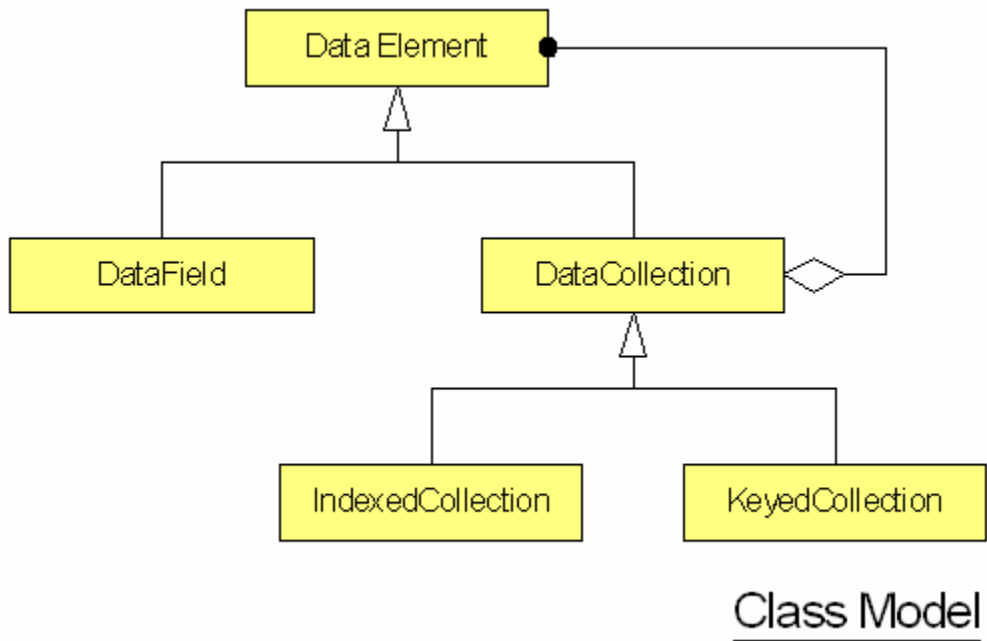 Data Element
DataField
DataCollection
IndexedCollection
KeyedCollection
Class Model